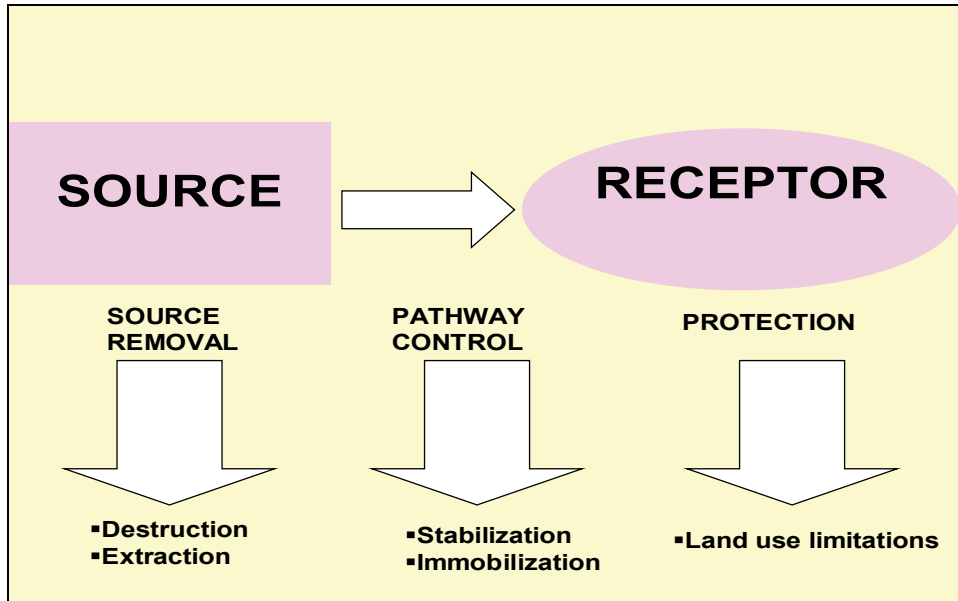 SOURCE
RECEPTOR
SOURCE
REMOVAL
PATHWAY
CONTROL
PROTECTION
▪Destruction
▪Extraction
▪Stabilization
▪Immobilization
▪Land use limitations